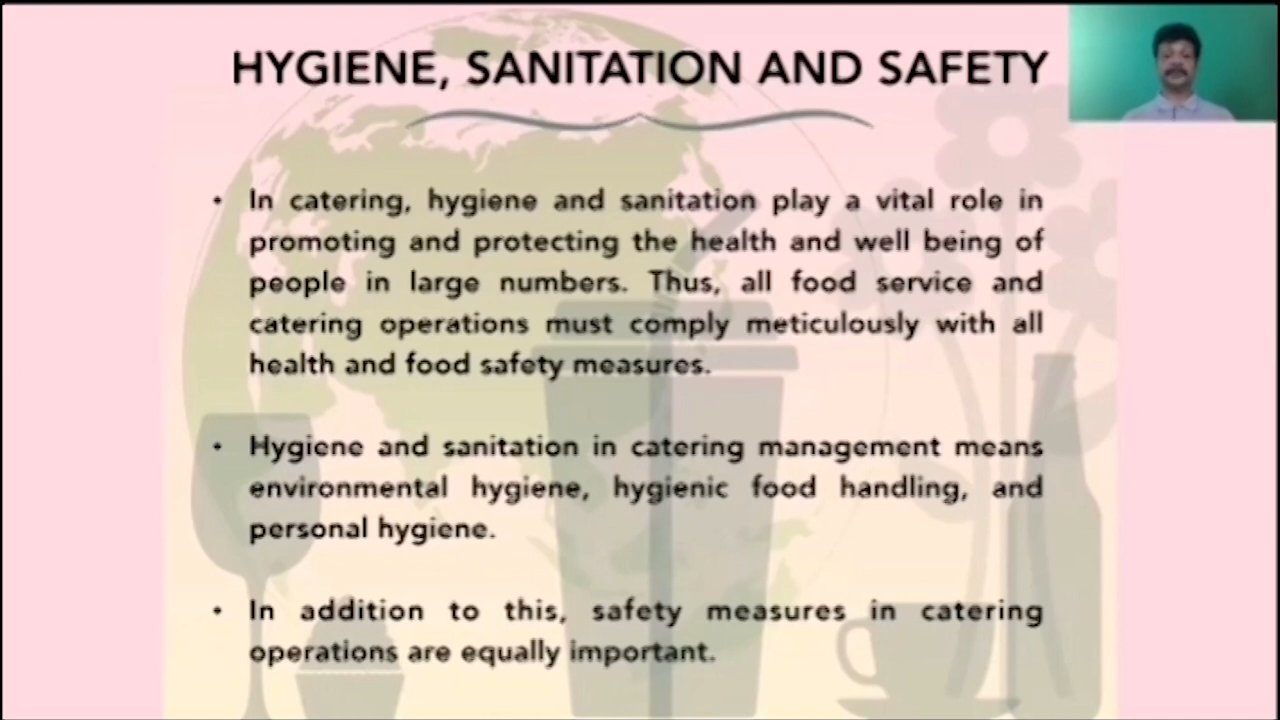 HYGIENE, SANITATION AND SAFETY
• In catering, hygiene and sanitation play a vital role in
promoting and protecting the health and well being of
people in large numbers. Thus, all food service and
catering operations must comply meticulously with all
health and food safety measures.
• Hygiene and sanitation in catering management means
environmental hygiene, hygienic food handling, and
personal hygiene.
• In addition to this, safety measures in catering
operations are equally important.